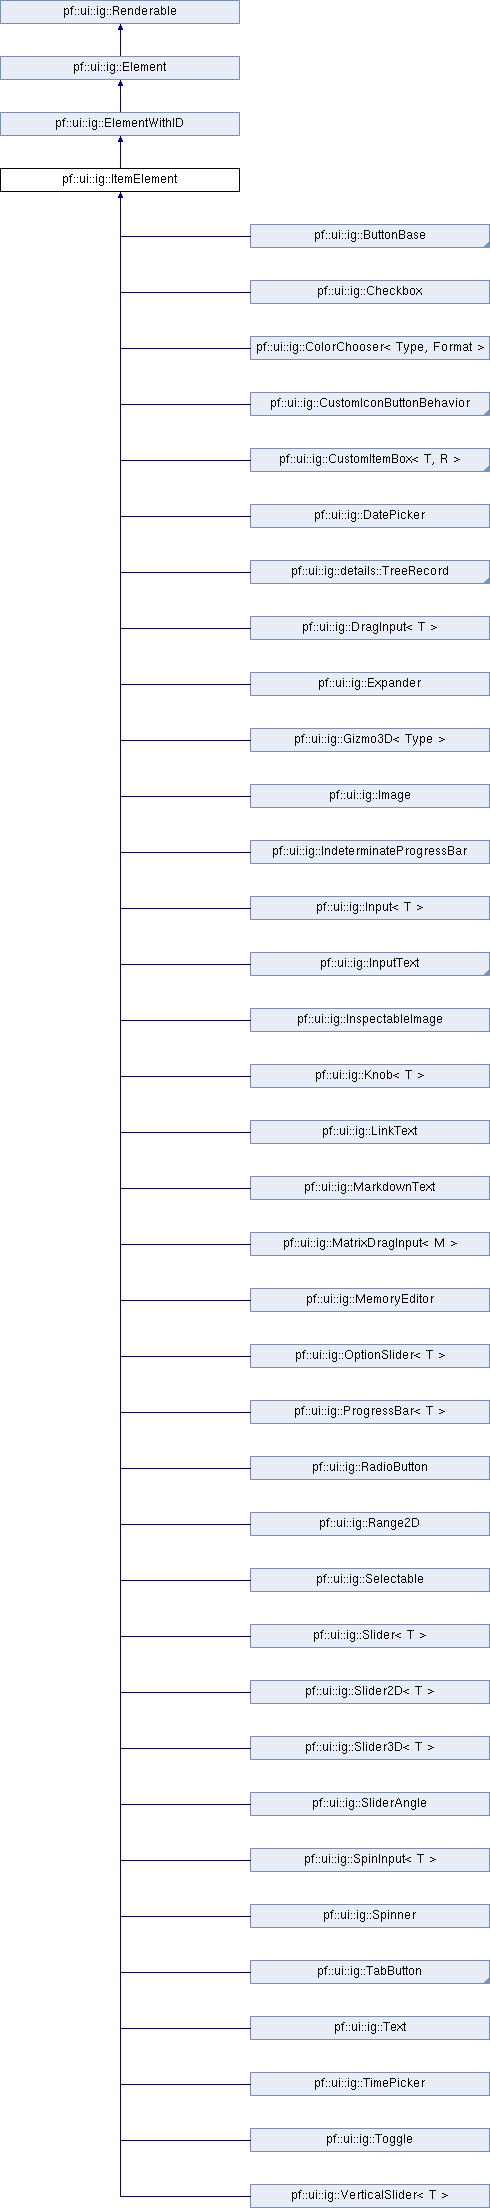 pf::ui::ig::Renderable
pf::ui::ig::Element
pf::ui::ig::ElementWithID
pf::ui::ig::ItemElement
pf::ui::ig::ButtonBase
pf::ui::ig::Checkbox
pf::ui::ig::ColorChooser< Type, Format >
pf::ui::ig::CustomIconButtonBehavior
pf::ui::ig::CustomItemBox< T, R >
pf::ui::ig::DatePicker
pf::ui::ig::details::TreeRecord
pf::ui::ig::DragInput< T >
pf::ui::ig::Expander
pf::ui::ig::Gizmo3D< Type >
pf::ui::ig::Image
pf::ui::ig::IndeterminateProgressBar
pf::ui::ig::Input< T >
pf::ui::ig::InputText
pf::ui::ig::InspectableImage
pf::ui::ig::Knob< T >
pf::ui::ig::LinkText
pf::ui::ig::MarkdownText
pf::ui::ig::MatrixDragInput< M >
pf::ui::ig::MemoryEditor
pf::ui::ig::OptionSlider< T >
pf::ui::ig::ProgressBar< T >
pf::ui::ig::RadioButton
pf::ui::ig::Range2D
pf::ui::ig::Selectable
pf::ui::ig::Slider< T >
pf::ui::ig::Slider2D< T >
pf::ui::ig::Slider3D< T >
pf::ui::ig::SliderAngle
pf::ui::ig::SpinInput< T >
pf::ui::ig::Spinner
pf::ui::ig::TabButton
pf::ui::ig::Text
pf::ui::ig::TimePicker
pf::ui::ig::Toggle
pf::ui::ig::VerticalSlider< T >